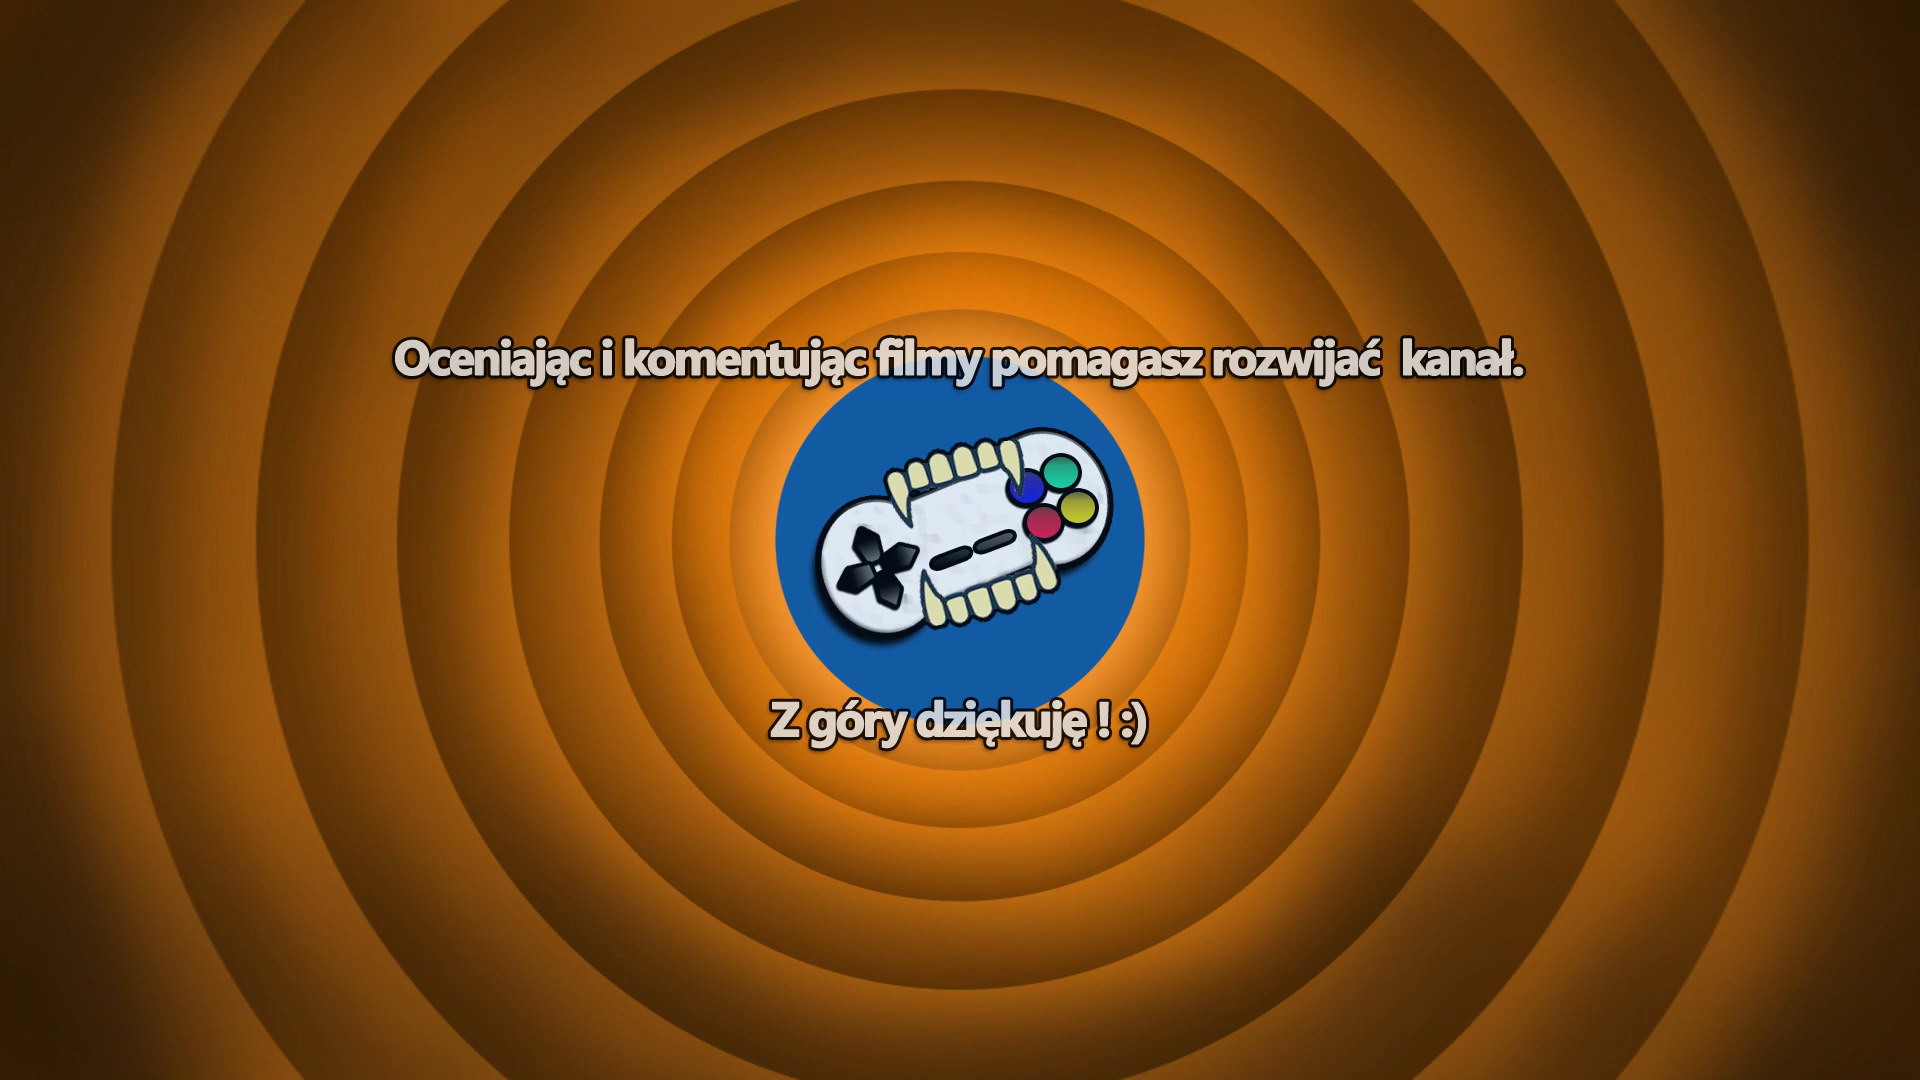 Oceniając i komentując filmy pomagasz rozwijać kanał.
Z góry dziękuję ! :)